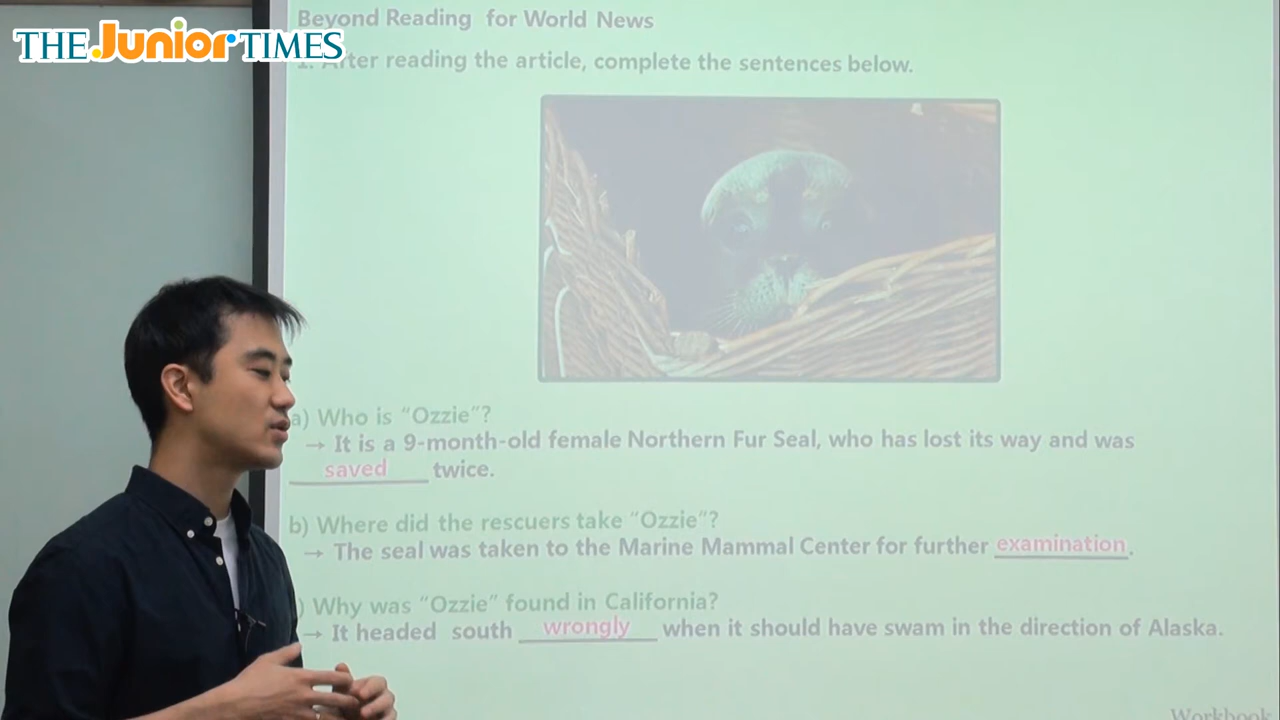 THE Junior TIMES
Beyond Reading for World News
1. After reading the article, complete the sentences below.
a) Who is “Ozzie”?
→ It is a 9-month-old female Northern Fur Seal, who has lost its way and was
saved twice.
b) Where did the rescuers take “Ozzie”?
→ The seal was taken to the Marine Mammal Center for further examination.
) Why was “Ozzie” found in California?
→ It headed south wrongly when it should have swam in the direction of Alaska.
Workbook